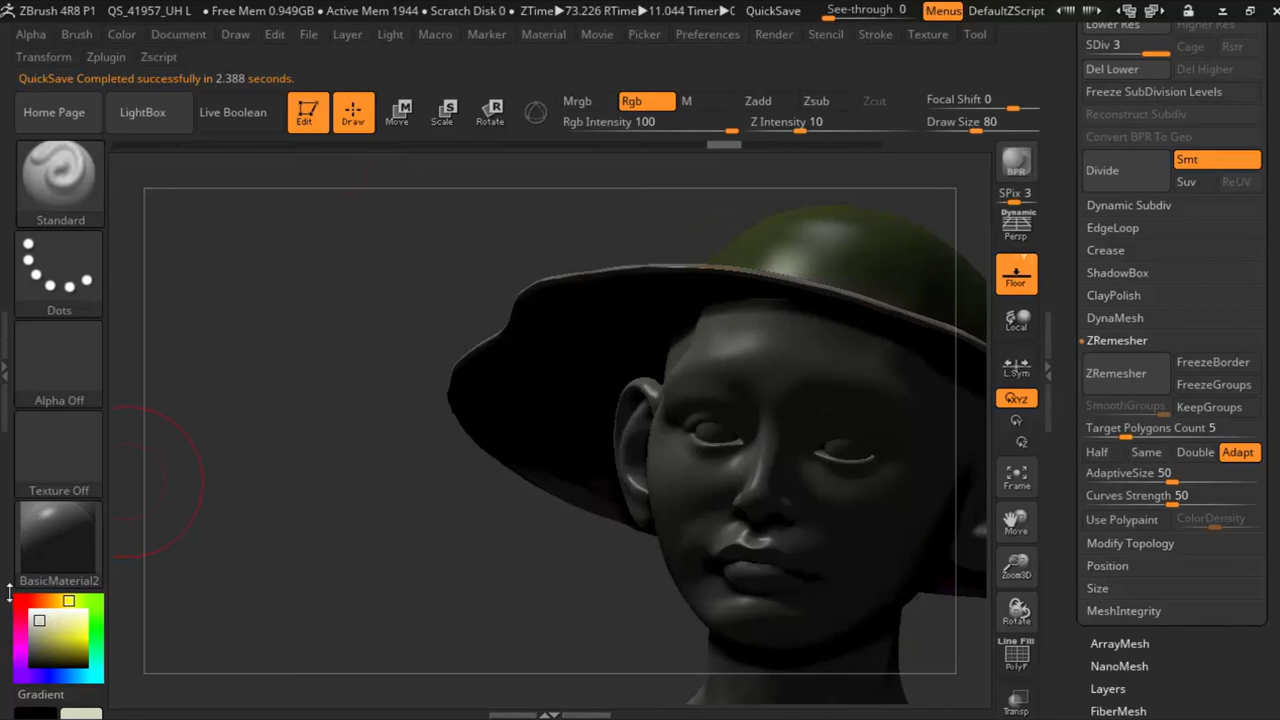 ZBrush 4R8 P1 QS_41957_UH L • Free Mem 0.949GB • Active Mem 1944 • Scratch Disk 0 • ZTime▶73.226 RTime▶11.044 Timer▶0 QuickSave See-through 0 Menus DefaultZScript
Alpha Brush Color Document Draw Edit File Layer Light Macro Marker Material Movie Picker Preferences Render Stencil Stroke Texture Tool
Transform Zplugin Zscript
QuickSave Completed successfully in 2.388 seconds.
Home Page LightBox Live Boolean Edit Draw Move Scale Rotate
Mrgb Rgb M Zadd Zsub Zcut Focal Shift 0
Rgb Intensity 100 Z Intensity 10 Draw Size 80
Standard
Dots
Alpha Off
Texture Off
BasicMaterial2
Gradient
BPR
SPix 3
Dynamic
Persp
Floor
Local
L.Sym
XYZ
Frame
Move
Zoom3D
Rotate
Line Fill
PolyF
Transp
Lower Res Higher Res
SDiv 3 Cage Rstr
Del Lower Del Higher
Freeze SubDivision Levels
Reconstruct Subdiv
Convert BPR To Geo
Divide Smt
Suv ReUV
Dynamic Subdiv
EdgeLoop
Crease
ShadowBox
ClayPolish
DynaMesh
ZRemesher
ZRemesher FreezeBorder
FreezeGroups
SmoothGroups KeepGroups
Target Polygons Count 5
Half Same Double Adapt
AdaptiveSize 50
Curves Strength 50
Use Polypaint ColorDensity
Modify Topology
Position
Size
MeshIntegrity
ArrayMesh
NanoMesh
Layers
FiberMesh